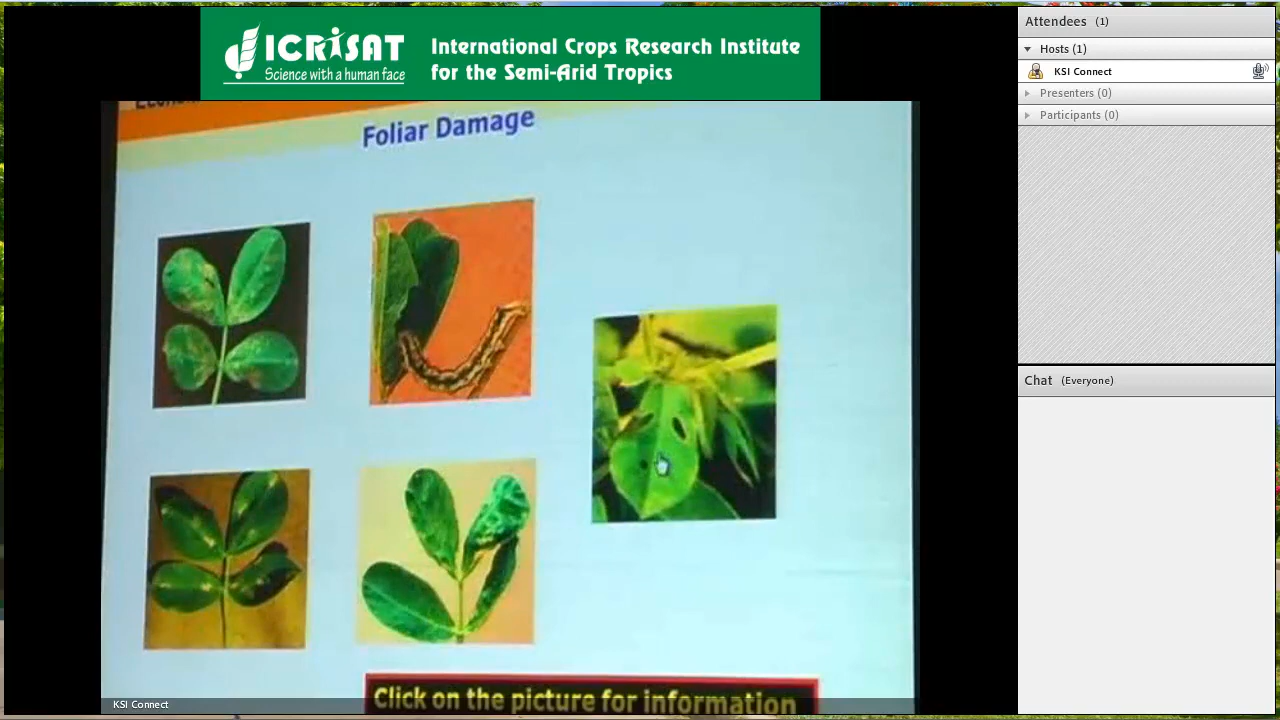 ICRISAT
Science with a human face
International Crops Research Institute
for the Semi-Arid Tropics
Foliar Damage
Click on the picture for information
KSI Connect
Attendees (1)
Hosts (1)
KSI Connect
Presenters (0)
Participants (0)
Chat (Everyone)